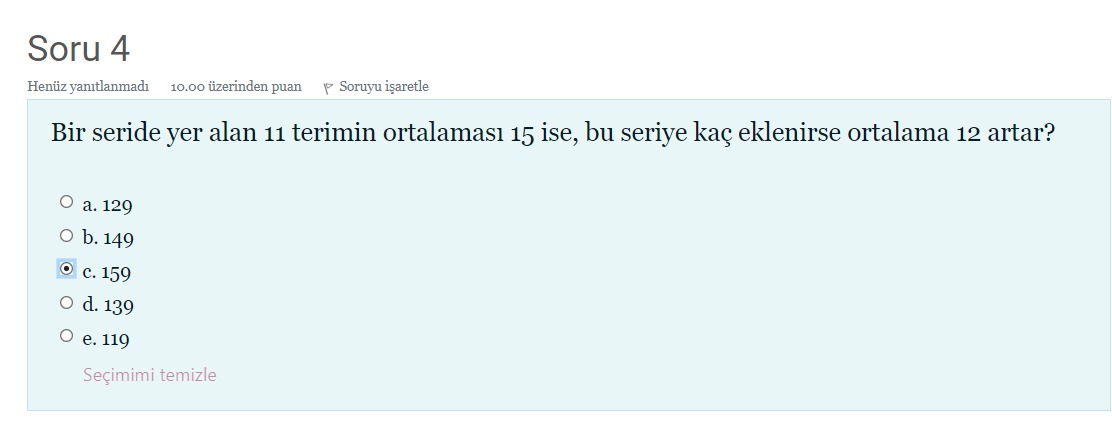 Soru 4
Henüz yanıtlanmadı 10.00 üzerinden puan Soruyu işaretle
Bir seride yer alan 11 terimin ortalaması 15 ise, bu seriye kaç eklenirse ortalama 12 artar?
a. 129
b. 149
c. 159
d. 139
e. 119
Seçimimi temizle